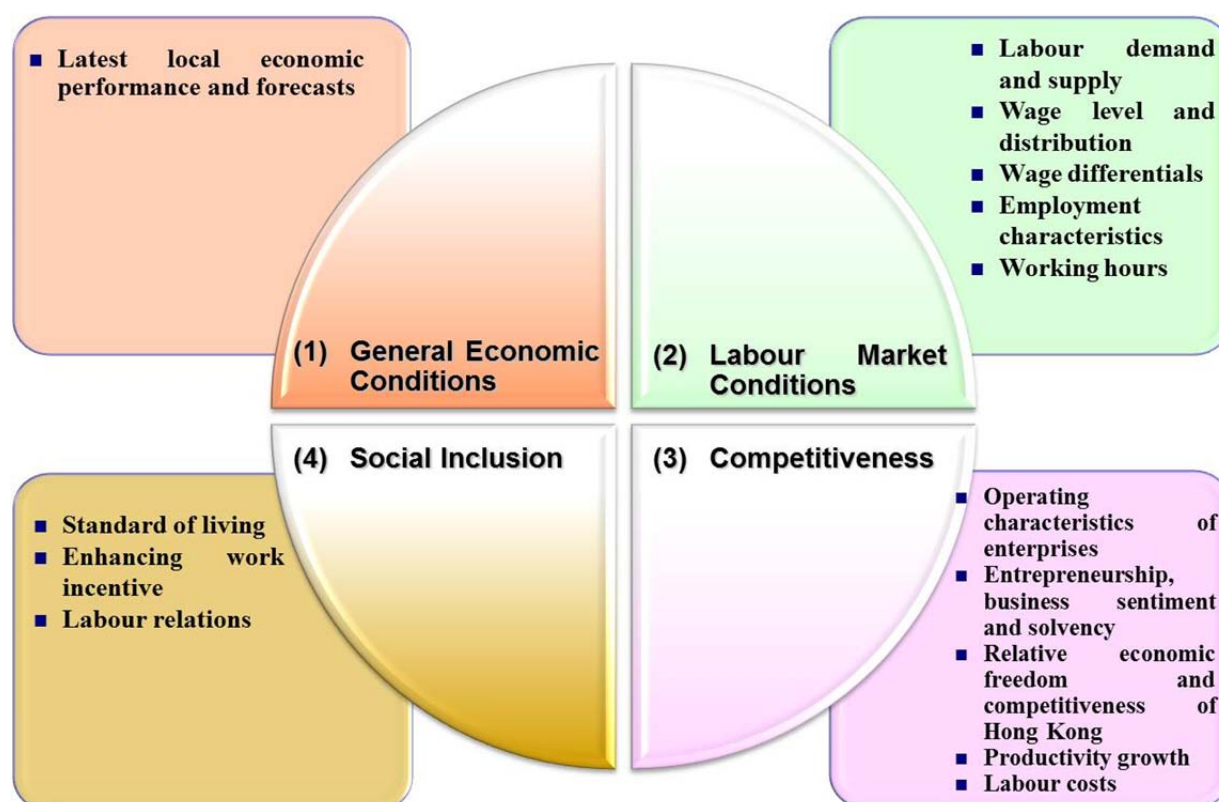 ■ Latest local economic
performance and forecasts
(1) General Economic
Conditions
■ Labour demand
and supply
■ Wage level and
distribution
■ Wage differentials
■ Employment
characteristics
■ Working hours
(2) Labour Market
Conditions
(4) Social Inclusion
■ Standard of living
■ Enhancing work
incentive
■ Labour relations
(3) Competitiveness
■ Operating
characteristics of
enterprises
■ Entrepreneurship,
business sentiment
and solvency
■ Relative economic
freedom and
competitiveness of
Hong Kong
■ Productivity growth
■ Labour costs